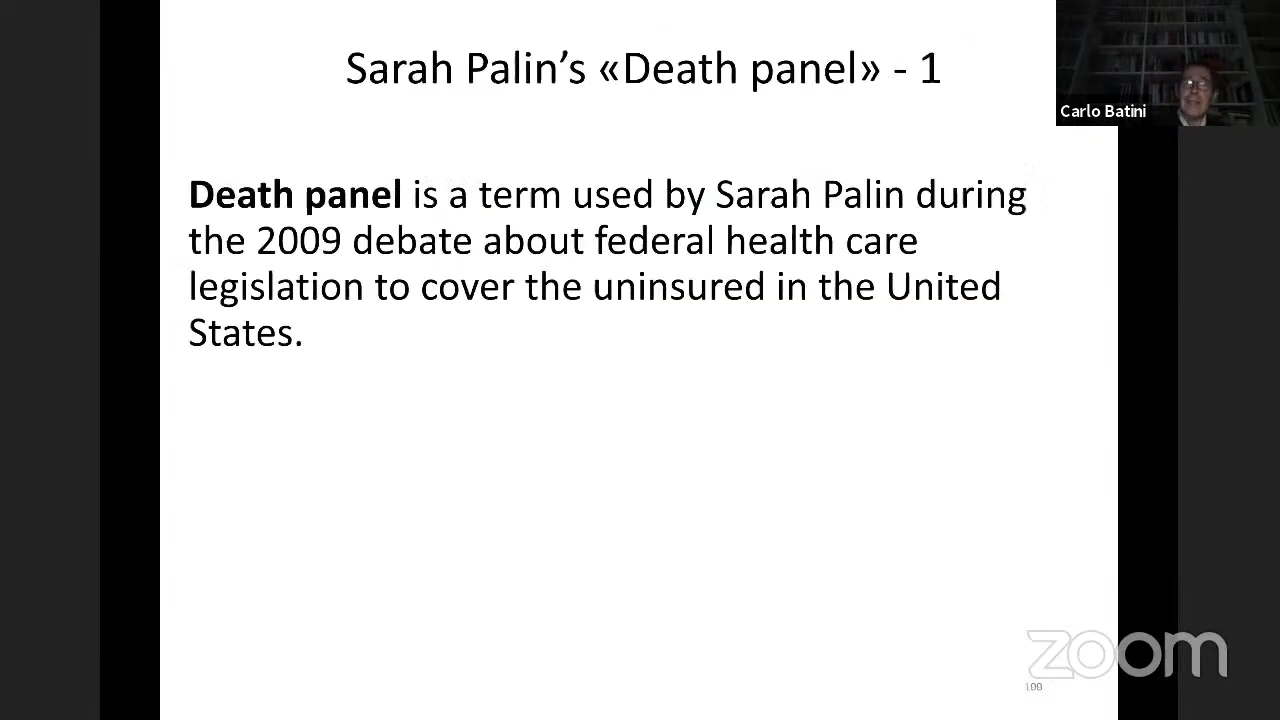 Sarah Palin’s «Death panel» - 1
Carlo Batini
Death panel is a term used by Sarah Palin during
the 2009 debate about federal health care
legislation to cover the uninsured in the United
States.
zoom
109